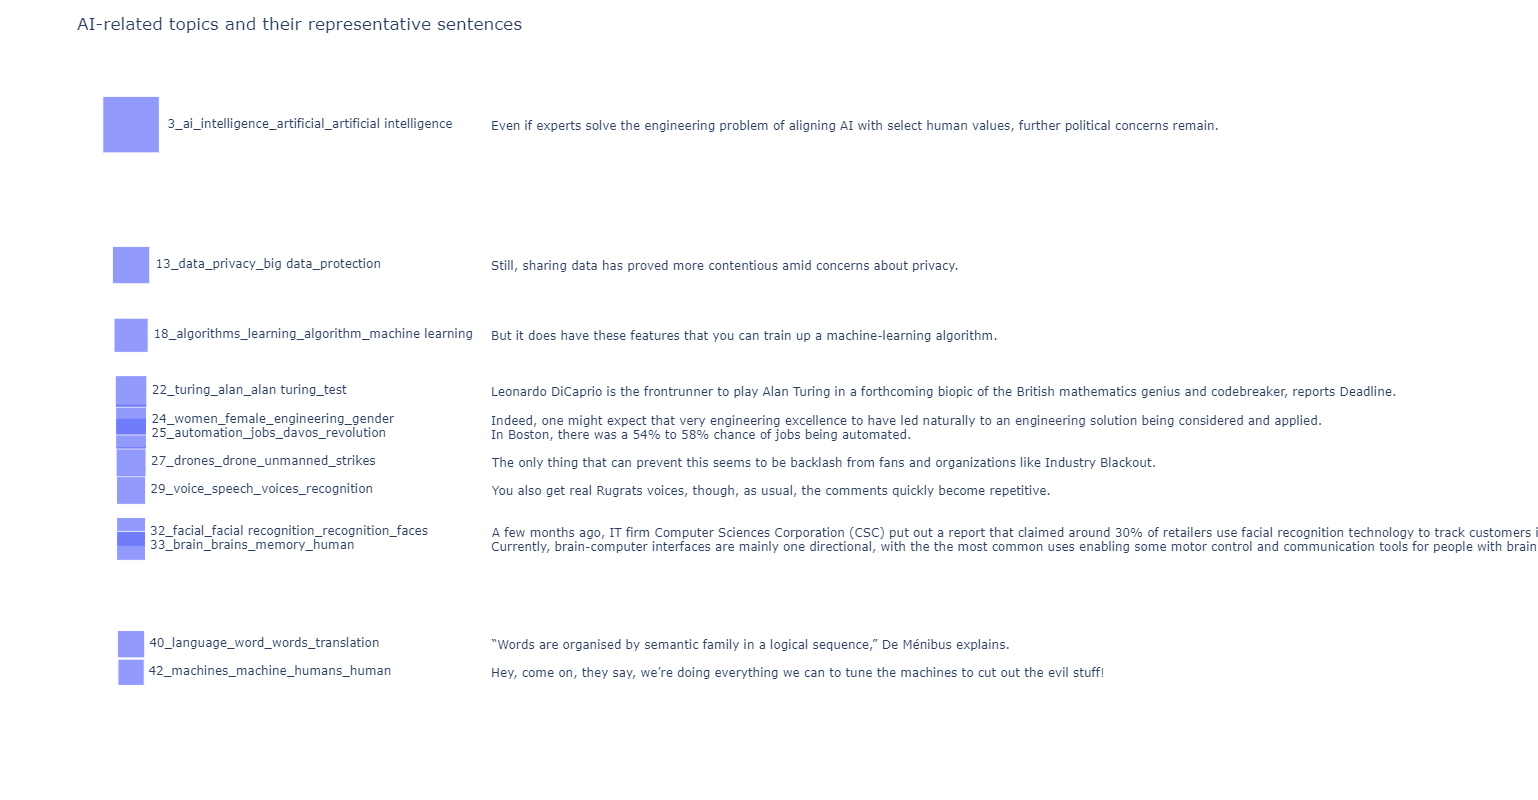 AI-related topics and their representative sentences
3_ai_intelligence_artificial_artificial intelligence Even if experts solve the engineering problem of aligning AI with select human values, further political concerns remain.
13_data_privacy_big data_protection Still, sharing data has proved more contentious amid concerns about privacy.
18_algorithms_learning_algorithm_machine learning But it does have these features that you can train up a machine-learning algorithm.
22_turing_alan_alan turing_test Leonardo DiCaprio is the frontrunner to play Alan Turing in a forthcoming biopic of the British mathematics genius and codebreaker, reports Deadline.
24_women_female_engineering_gender Indeed, one might expect that very engineering excellence to have led naturally to an engineering solution being considered and applied.
25_automation_jobs_davos_revolution In Boston, there was a 54% to 58% chance of jobs being automated.
27_drones_drone_unmanned_strikes The only thing that can prevent this seems to be backlash from fans and organizations like Industry Blackout.
29_voice_speech_voices_recognition You also get real Rugrats voices, though, as usual, the comments quickly become repetitive.
32_facial_facial recognition_recognition_faces A few months ago, IT firm Computer Sciences Corporation (CSC) put out a report that claimed around 30% of retailers use facial recognition technology to track customers
33_brain_brains_memory_human Currently, brain-computer interfaces are mainly one directional, with the the most common uses enabling some motor control and communication tools for people with brain
40_language_word_words_translation “Words are organised by semantic family in a logical sequence,” De Ménibus explains.
42_machines_machine_humans_human Hey, come on, they say, we’re doing everything we can to tune the machines to cut out the evil stuff!